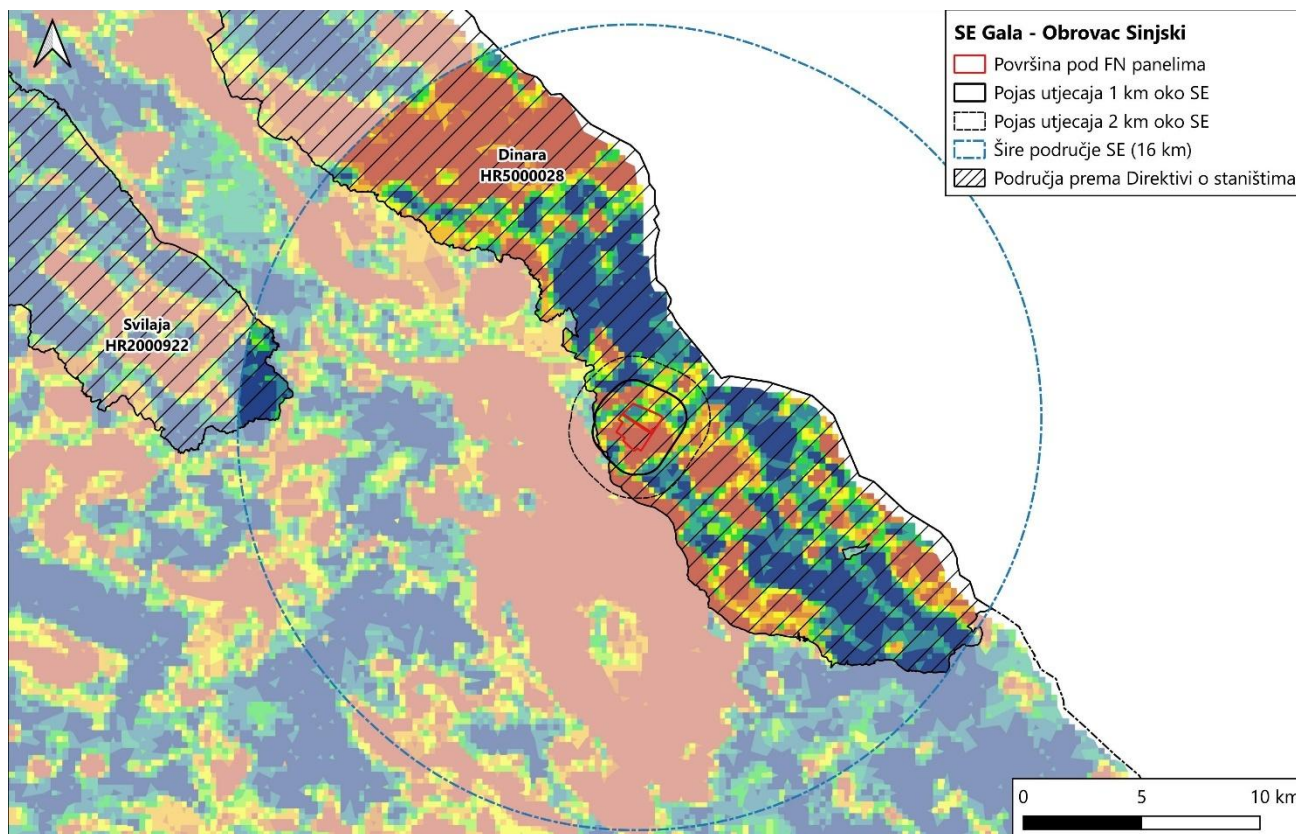 SE Gala - Obrovac Sinjski
Površina pod FN panelima
Pojas utjecaja 1 km oko SE
Pojas utjecaja 2 km oko SE
Šire područje SE (16 km)
Područja prema Direktivi o staništima
Dinara
HR5000028
Svilaja
HR2000922
0 5 10 km